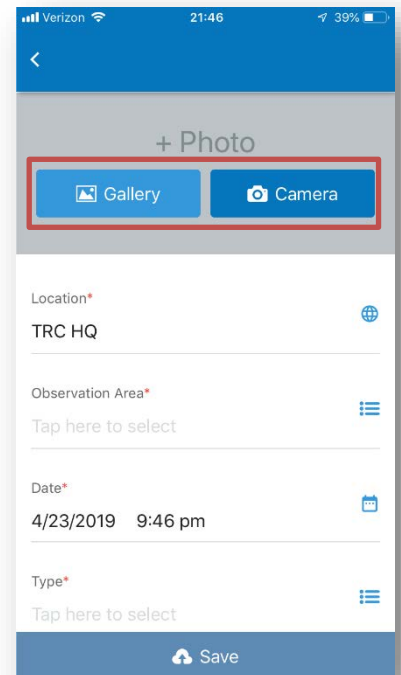 Verizon 21:46 39%
+ Photo
Gallery Camera
Location*
TRC HQ
Observation Area*
Tap here to select
Date*
4/23/2019 9:46 pm
Type*
Tap here to select
Save